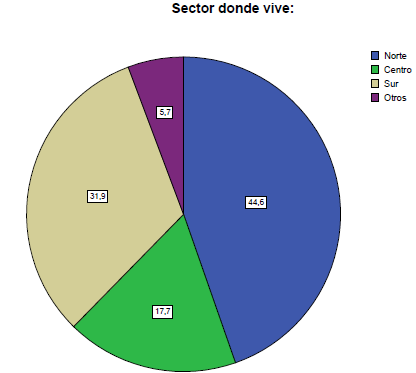 Sector donde vive:
Norte
Centro
Sur
Otros
5,7
31,9
44,6
17,7